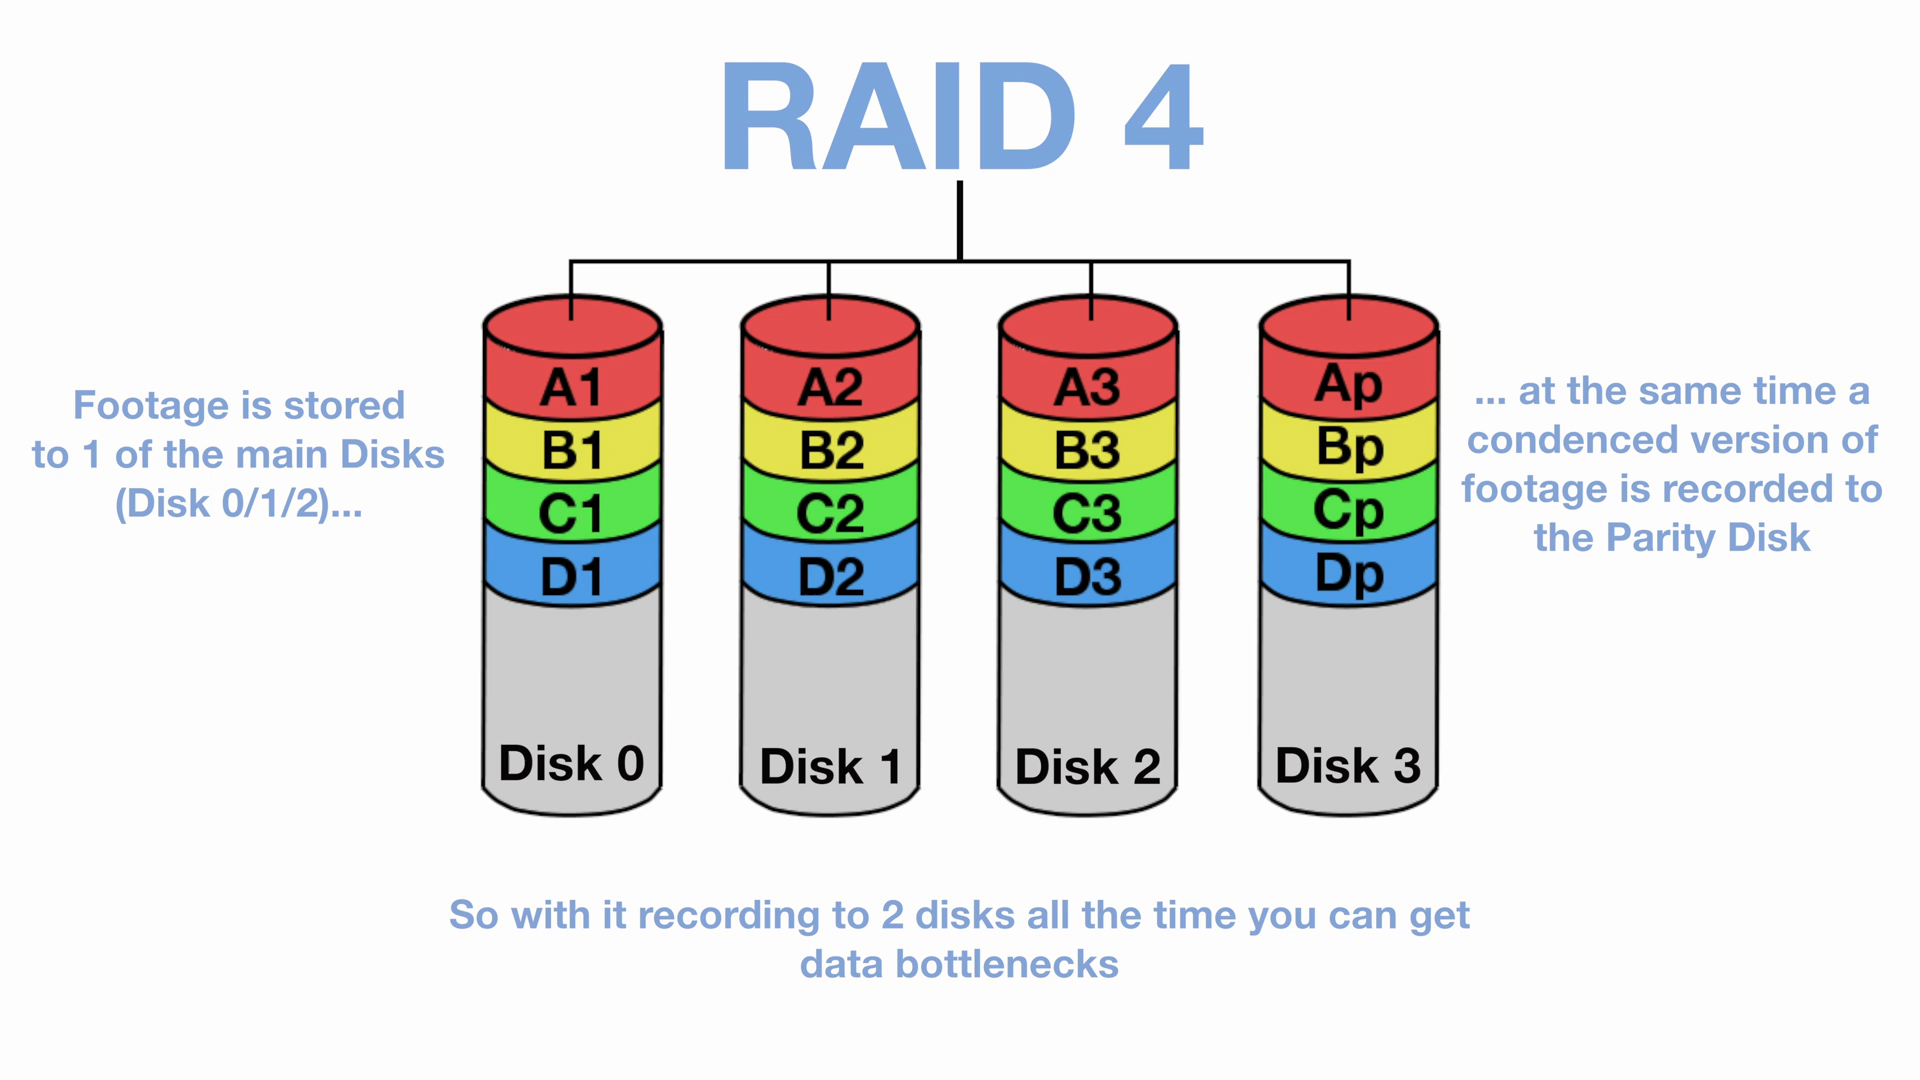 RAID 4
Footage is stored
to 1 of the main Disks
(Disk 0/1/2)...
A1
B1
C1
D1
Disk 0
A2
B2
C2
D2
Disk 1
A3
B3
C3
D3
Disk 2
Ap
Bp
Cp
Dp
Disk 3
... at the same time a
condenced version of
footage is recorded to
the Parity Disk
So with it recording to 2 disks all the time you can get
data bottlenecks